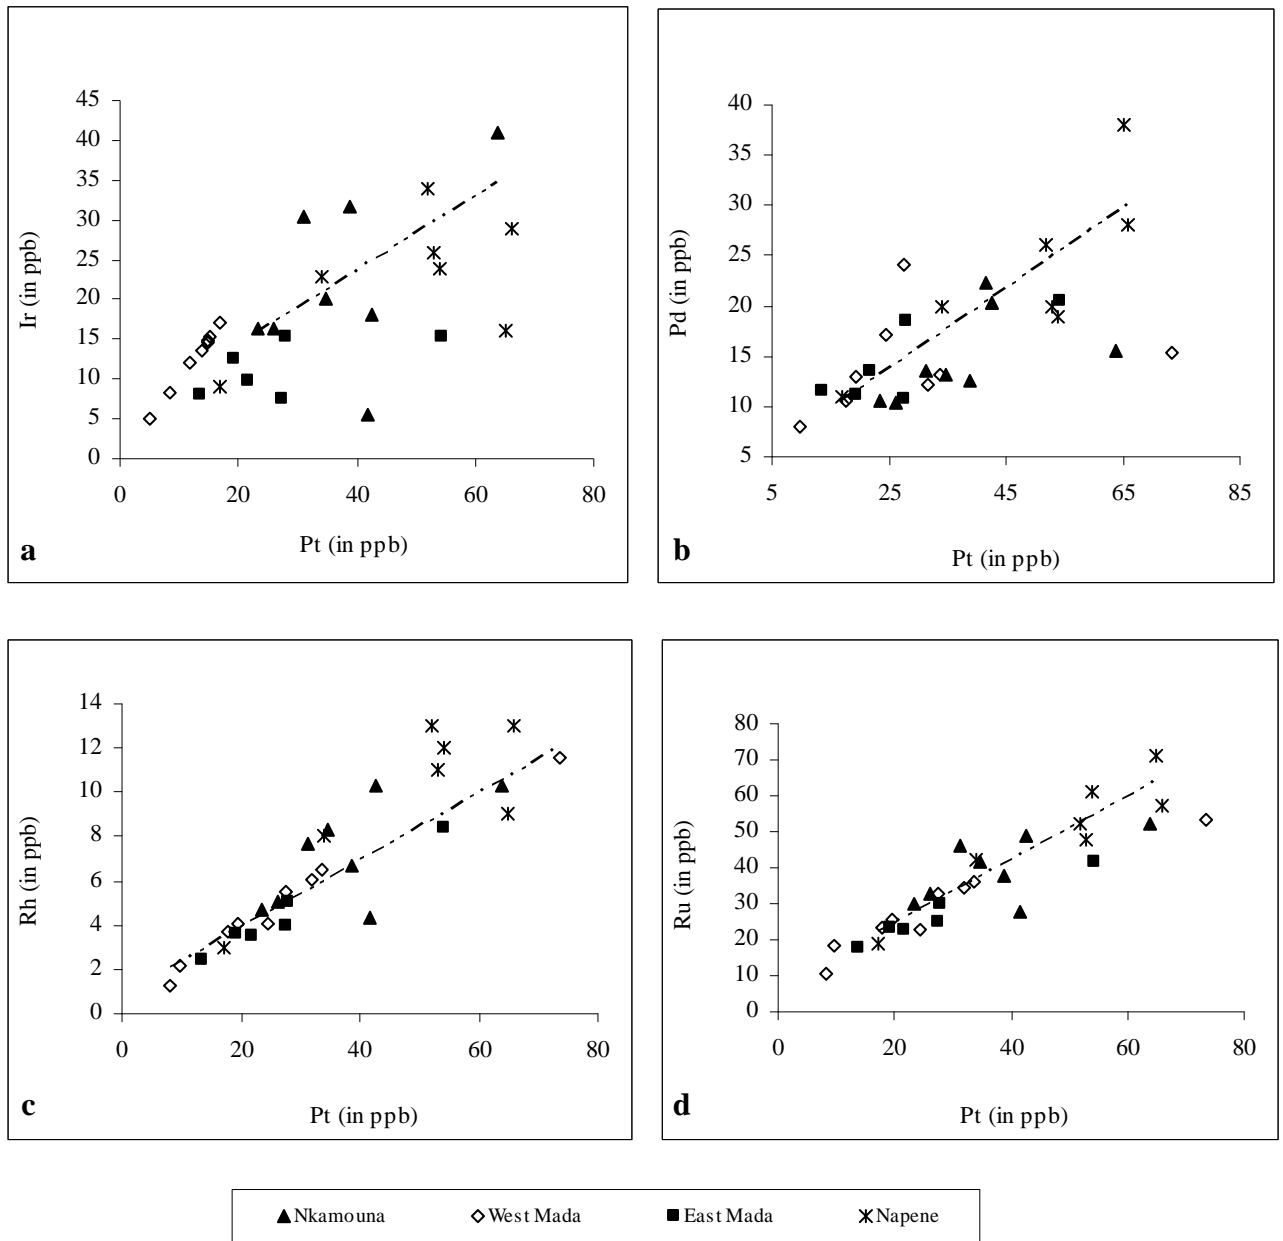 45
40
35
30
25
20
15
10
5
0
Ir (in ppb)
0 20 40 60 80
Pt (in ppb)
a
40
35
30
25
20
15
10
5
Pd (in ppb)
5 25 45 65 85
Pt (in ppb)
b
14
12
10
8
6
4
2
0
Rh (in ppb)
0 20 40 60 80
Pt (in ppb)
c
80
70
60
50
40
30
20
10
0
Ru (in ppb)
0 20 40 60 80
Pt (in ppb)
d
Nkamouna West Mada East Mada Napene